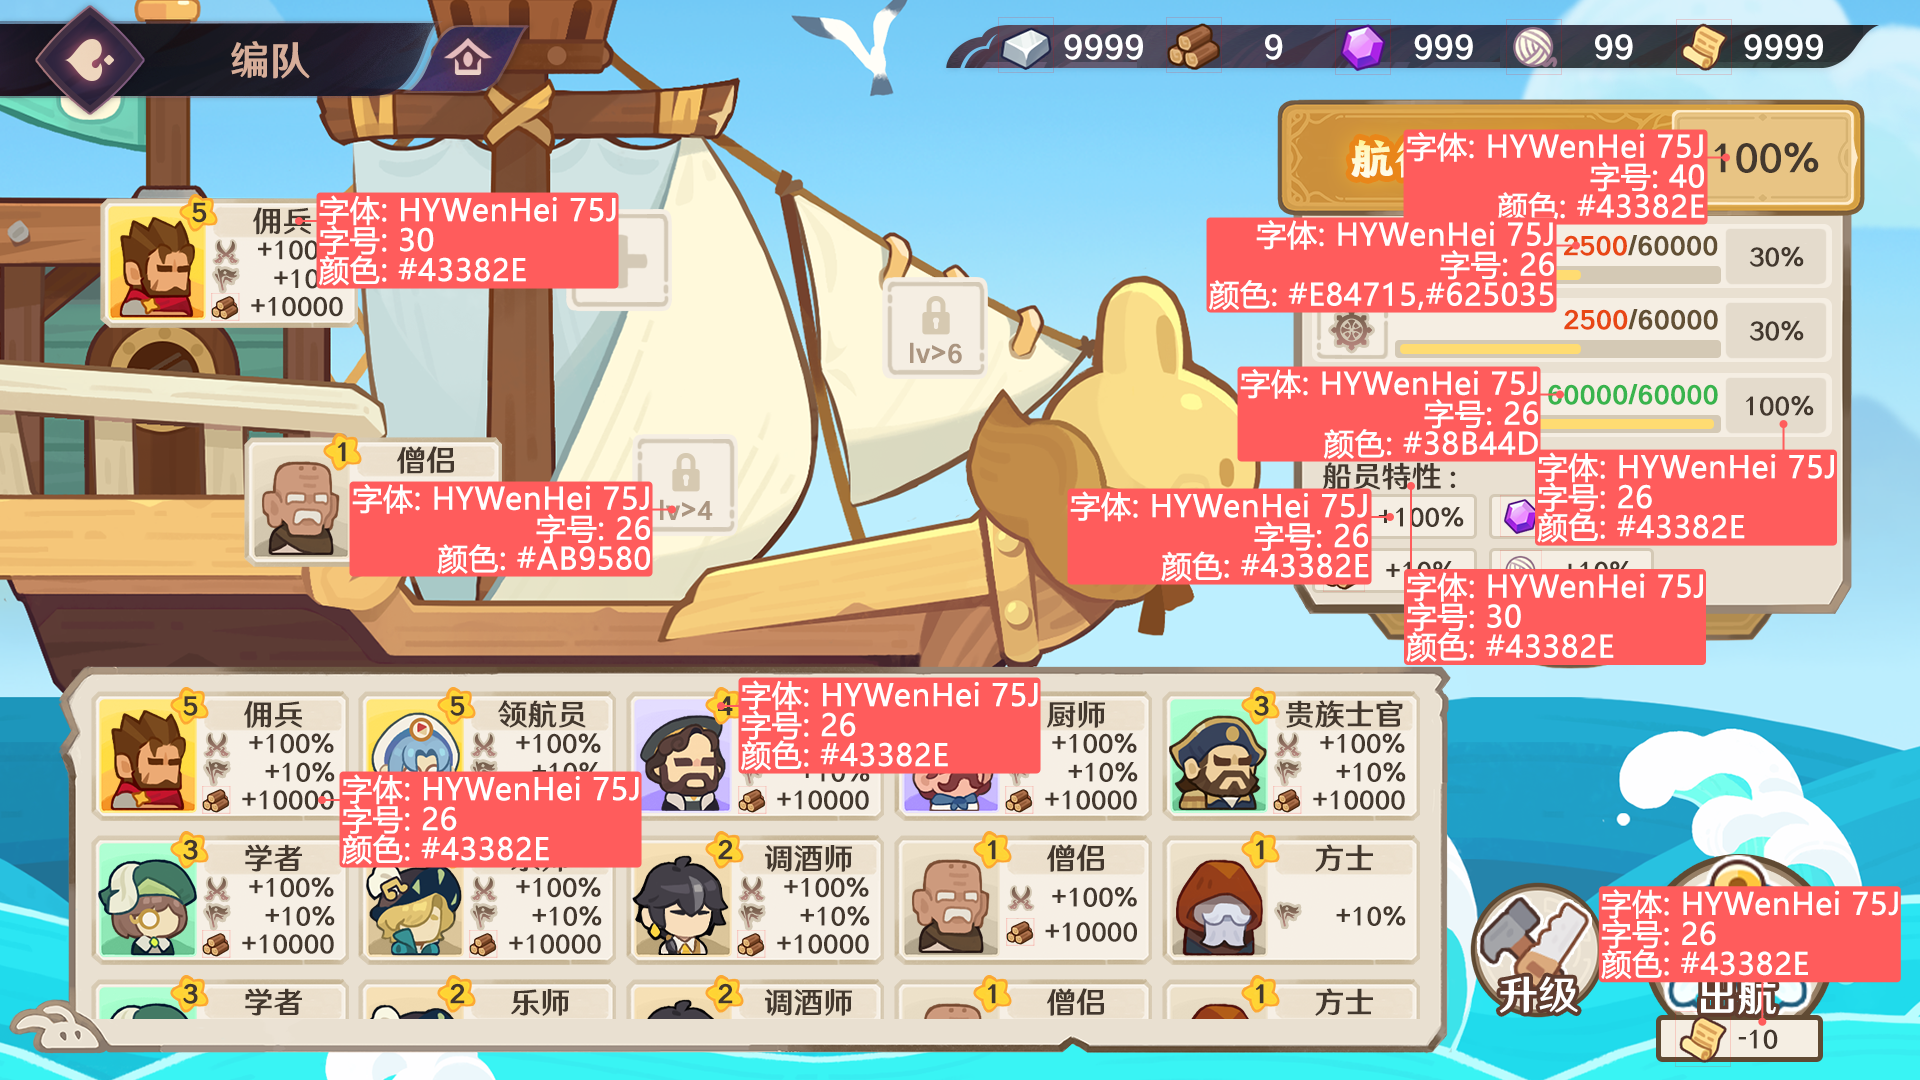 编队
9999
9
999
99
9999
航
字体: HYWenHei 75J
字号: 40
颜色: #43382E
100%
5
佣兵
+100
+10
+10000
字体: HYWenHei 75J
字号: 30
颜色: #43382E
字体: HYWenHei 75J
字号: 26
颜色: #E84715,#625035
2500/60000
30%
2500/60000
30%
lv>6
字体: HYWenHei 75J
字号: 26
颜色: #38B44D
60000/60000
100%
1
僧侣
字体: HYWenHei 75J
字号: 26
颜色: #AB9580
lv>4
船员特性:
字体: HYWenHei 75J
字号: 26
颜色: #43382E
+100%
字体: HYWenHei 75J
字号: 26
颜色: #43382E
+10%
+10%
字体: HYWenHei 75J
字号: 30
颜色: #43382E
5
佣兵
+100%
+10%
+10000
5
领航员
+100%
+10%
字体: HYWenHei 75J
字号: 26
颜色: #43382E
4
字体: HYWenHei 75J
字号: 26
颜色: #43382E
+10%
+10000
厨师
+100%
+10%
+10000
3
贵族士官
+100%
+10%
+10000
3
学者
+100%
+10%
+10000
+100%
+10%
+10000
2
调酒师
+100%
+10%
+10000
1
僧侣
+100%
+10000
1
方士
+10%
3
学者
2
乐师
2
调酒师
1
僧侣
1
方士
升级
字体: HYWenHei 75J
字号: 26
颜色: #43382E
出航
-10